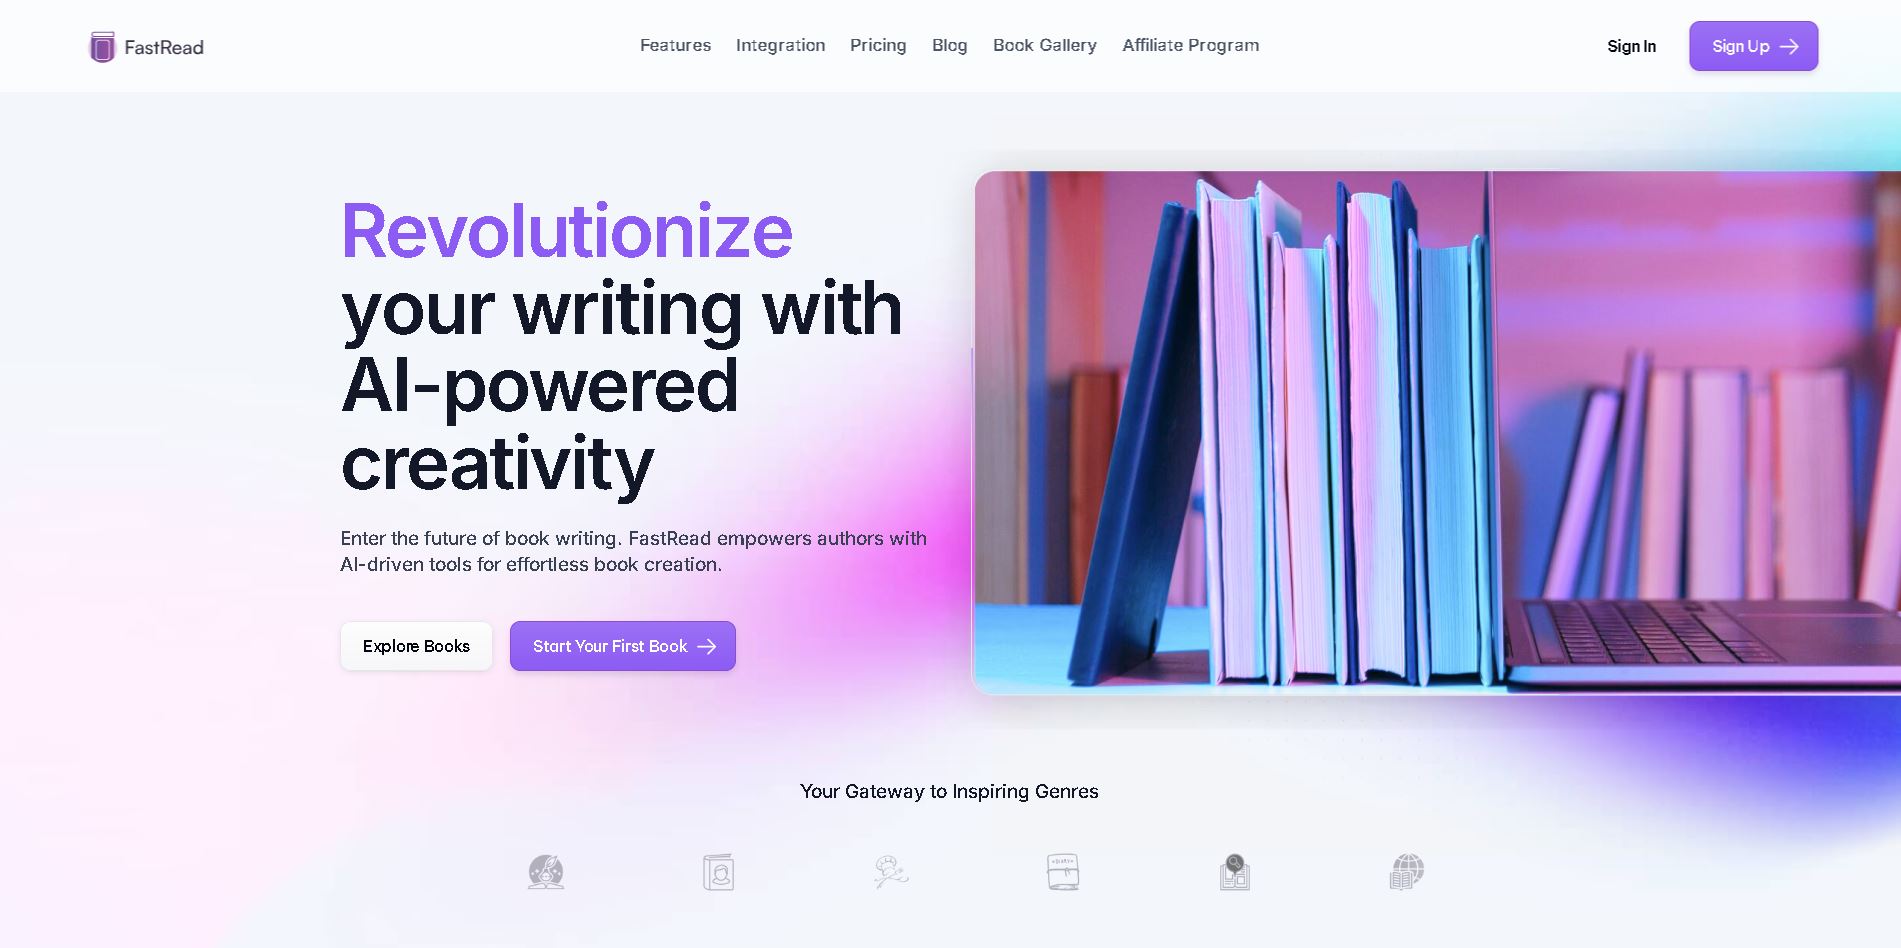 FastRead
Features Integration Pricing Blog Book Gallery Affiliate Program
Sign In
Sign Up
Revolutionize
your writing with
AI-powered
creativity
Enter the future of book writing. FastRead empowers authors with
AI-driven tools for effortless book creation.
Explore Books
Start Your First Book
Your Gateway to Inspiring Genres
DIARY